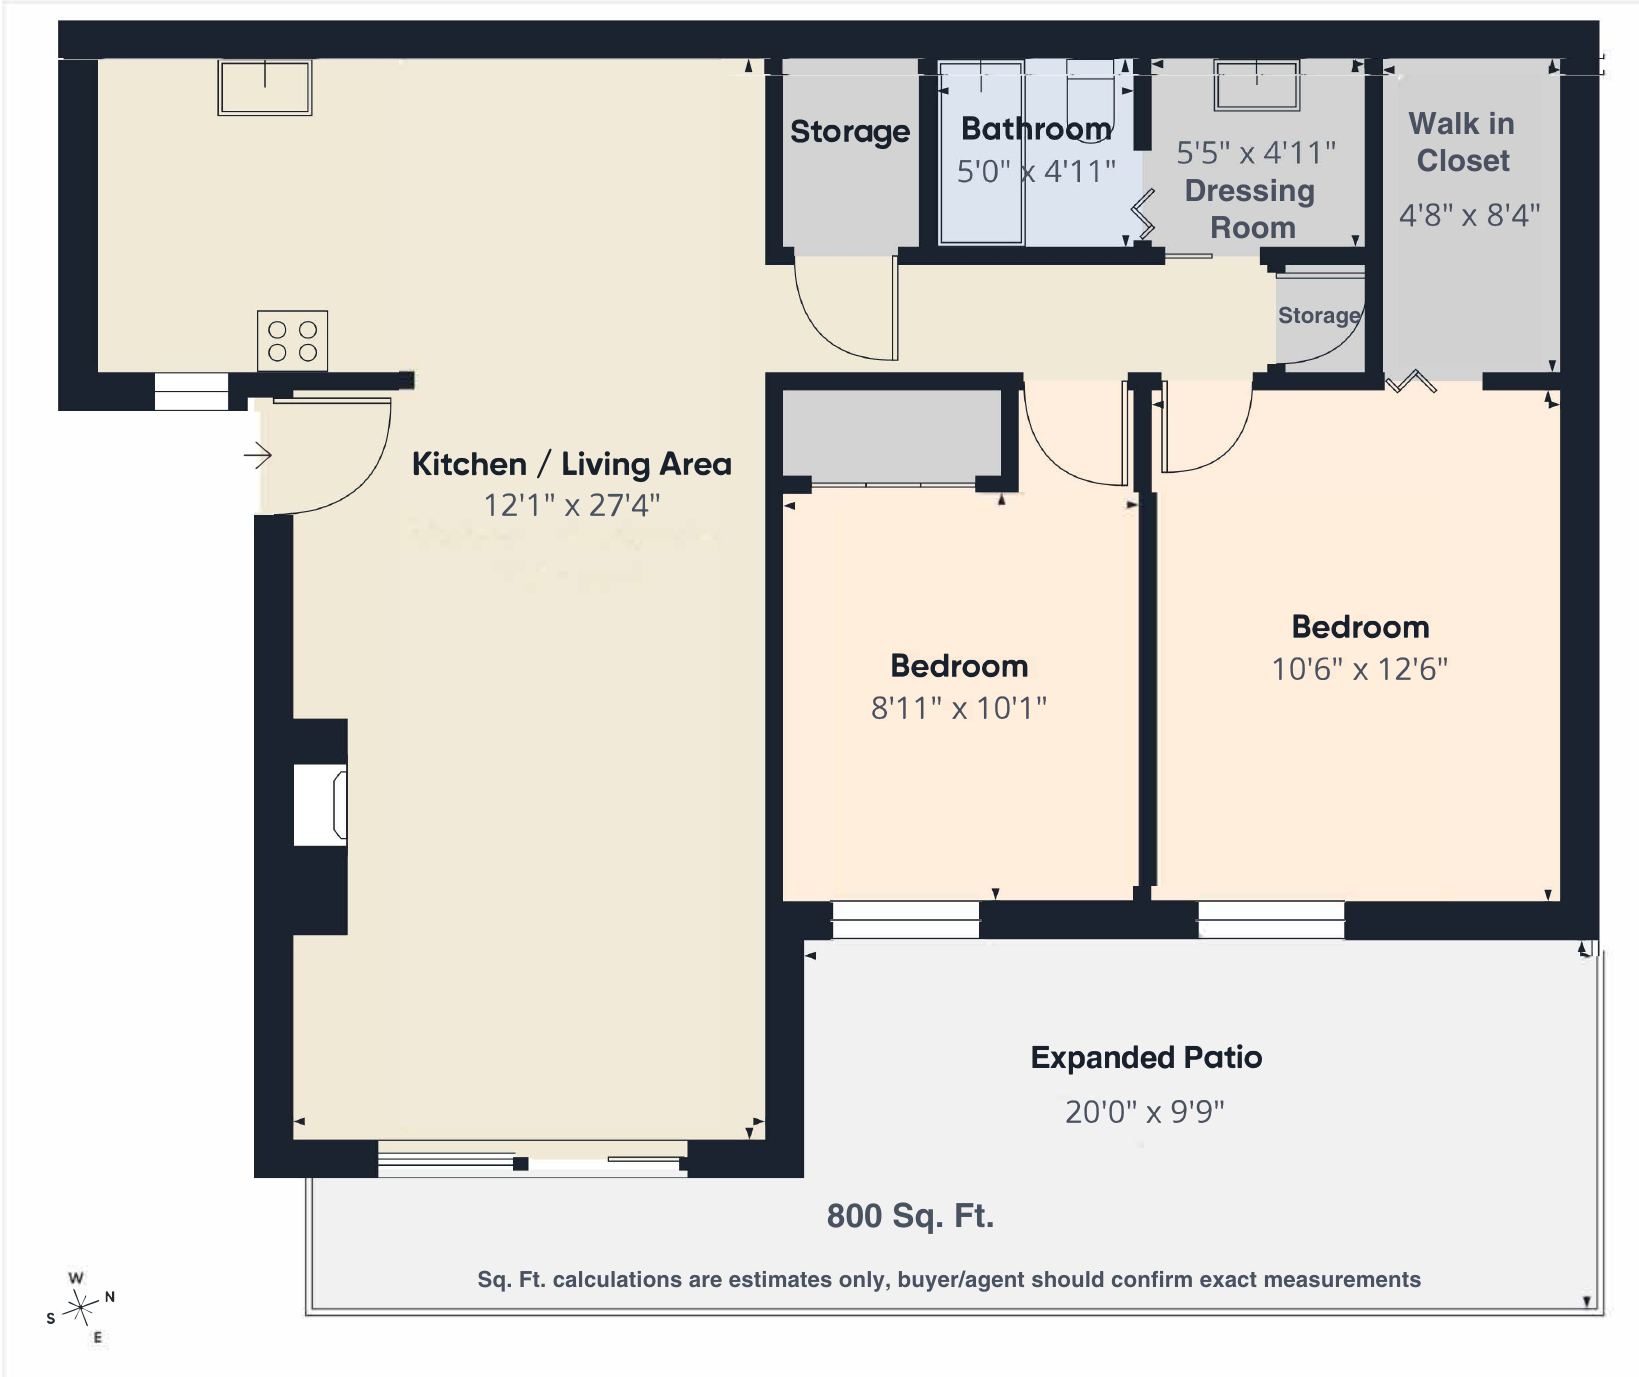 Storage
Bathroom
5'0" x 4'11"
5'5" x 4'11"
Dressing
Room
Walk in
Closet
4'8" x 8'4"
Storage
Kitchen / Living Area
12'1" x 27'4"
Bedroom
8'11" x 10'1"
Bedroom
10'6" x 12'6"
Expanded Patio
20'0" x 9'9"
800 Sq. Ft.
Sq. Ft. calculations are estimates only, buyer/agent should confirm exact measurements
W
N
S
E